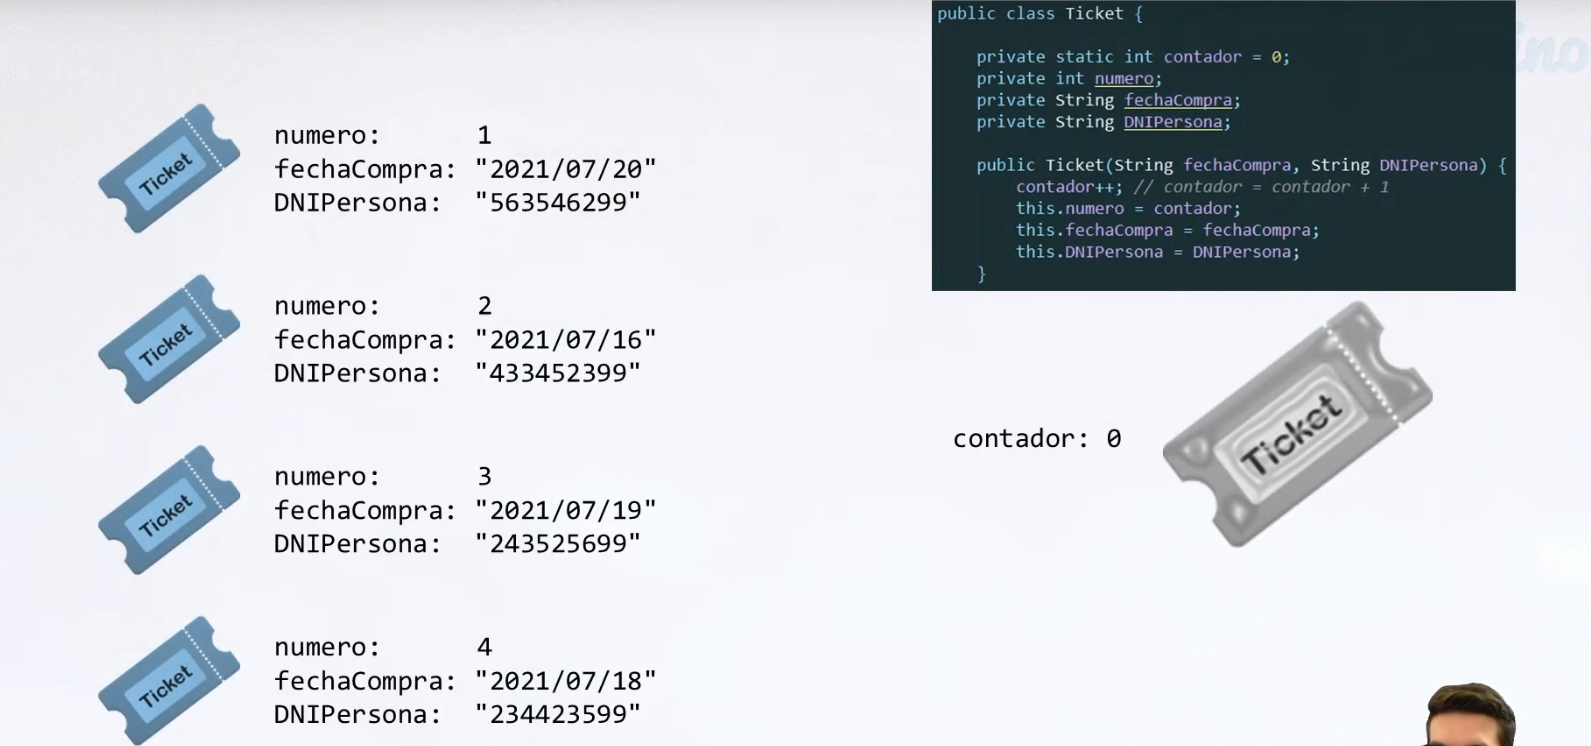 Ticket
numero: 1
fechaCompra: "2021/07/20"
DNIPersona: "563546299"
Ticket
numero: 2
fechaCompra: "2021/07/16"
DNIPersona: "433452399"
Ticket
numero: 3
fechaCompra: "2021/07/19"
DNIPersona: "243525699"
Ticket
numero: 4
fechaCompra: "2021/07/18"
DNIPersona: "234423599"
public class Ticket {
private static int contador = 0;
private int numero;
private String fechaCompra;
private String DNIPersona;
public Ticket(String fechaCompra, String DNIPersona) {
contador++; // contador = contador + 1
this.numero = contador;
this.fechaCompra = fechaCompra;
this.DNIPersona = DNIPersona;
}
contador: 0
Ticket